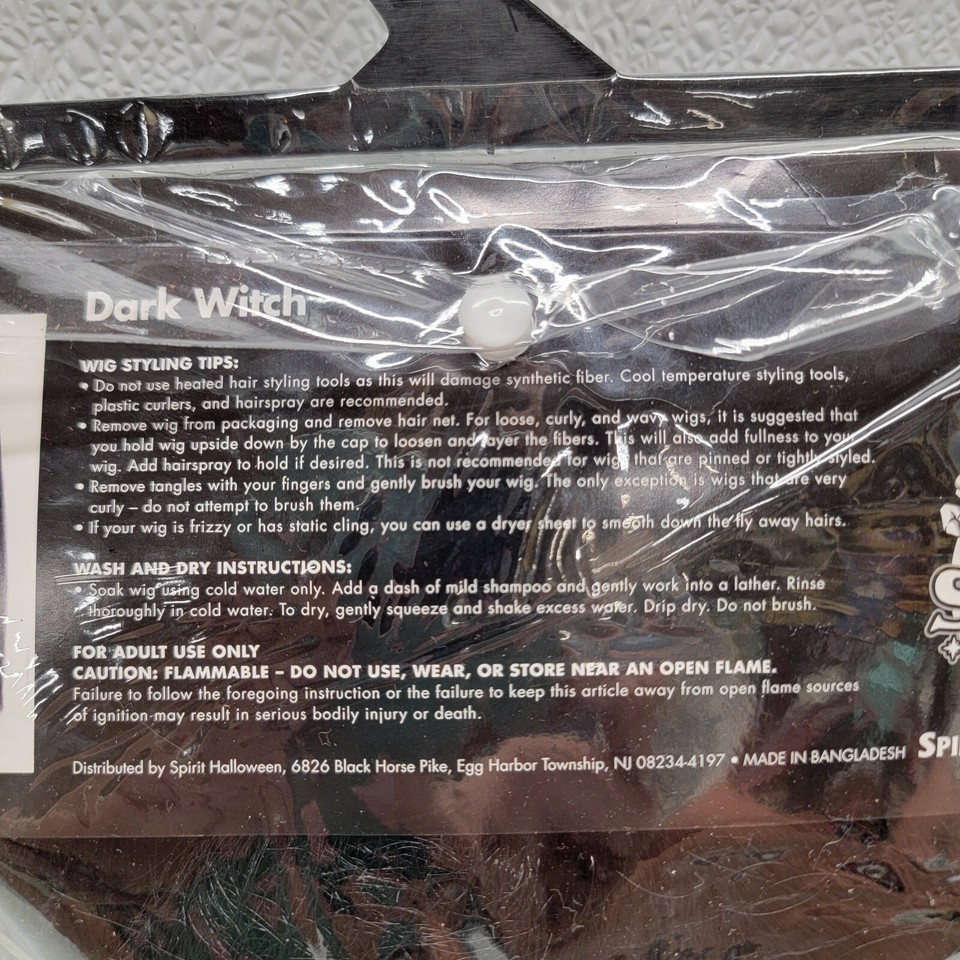 Dark Witch
WIG STYLING TIPS:
• Do not use heated hair styling tools as this will damage synthetic fiber. Cool temperature styling tools,
plastic curlers, and hairspray are recommended.
• Remove wig from packaging and remove hair net. For loose, curly, and wavy wigs, it is suggested that
you hold wig upside down by the cap to loosen and layer the fibers. This will also add fullness to your
wig. Add hairspray to hold if desired. This is not recommended for wigs that are pinned or tightly styled.
• Remove tangles with your fingers and gently brush your wig. The only exception is wigs that are very
curly – do not attempt to brush them.
• If your wig is frizzy or has static cling, you can use a dryer sheet to smooth down the fly away hairs.
WASH AND DRY INSTRUCTIONS:
• Soak wig using cold water only. Add a dash of mild shampoo and gently work into a lather. Rinse
thoroughly in cold water. To dry, gently squeeze and shake excess water. Drip dry. Do not brush.
FOR ADULT USE ONLY
CAUTION: FLAMMABLE – DO NOT USE, WEAR, OR STORE NEAR AN OPEN FLAME.
Failure to follow the foregoing instruction or the failure to keep this article away from open flame sources
of ignition may result in serious bodily injury or death.
Distributed by Spirit Halloween, 6826 Black Horse Pike, Egg Harbor Township, NJ 08234-4197 • MADE IN BANGLADESH
SPI